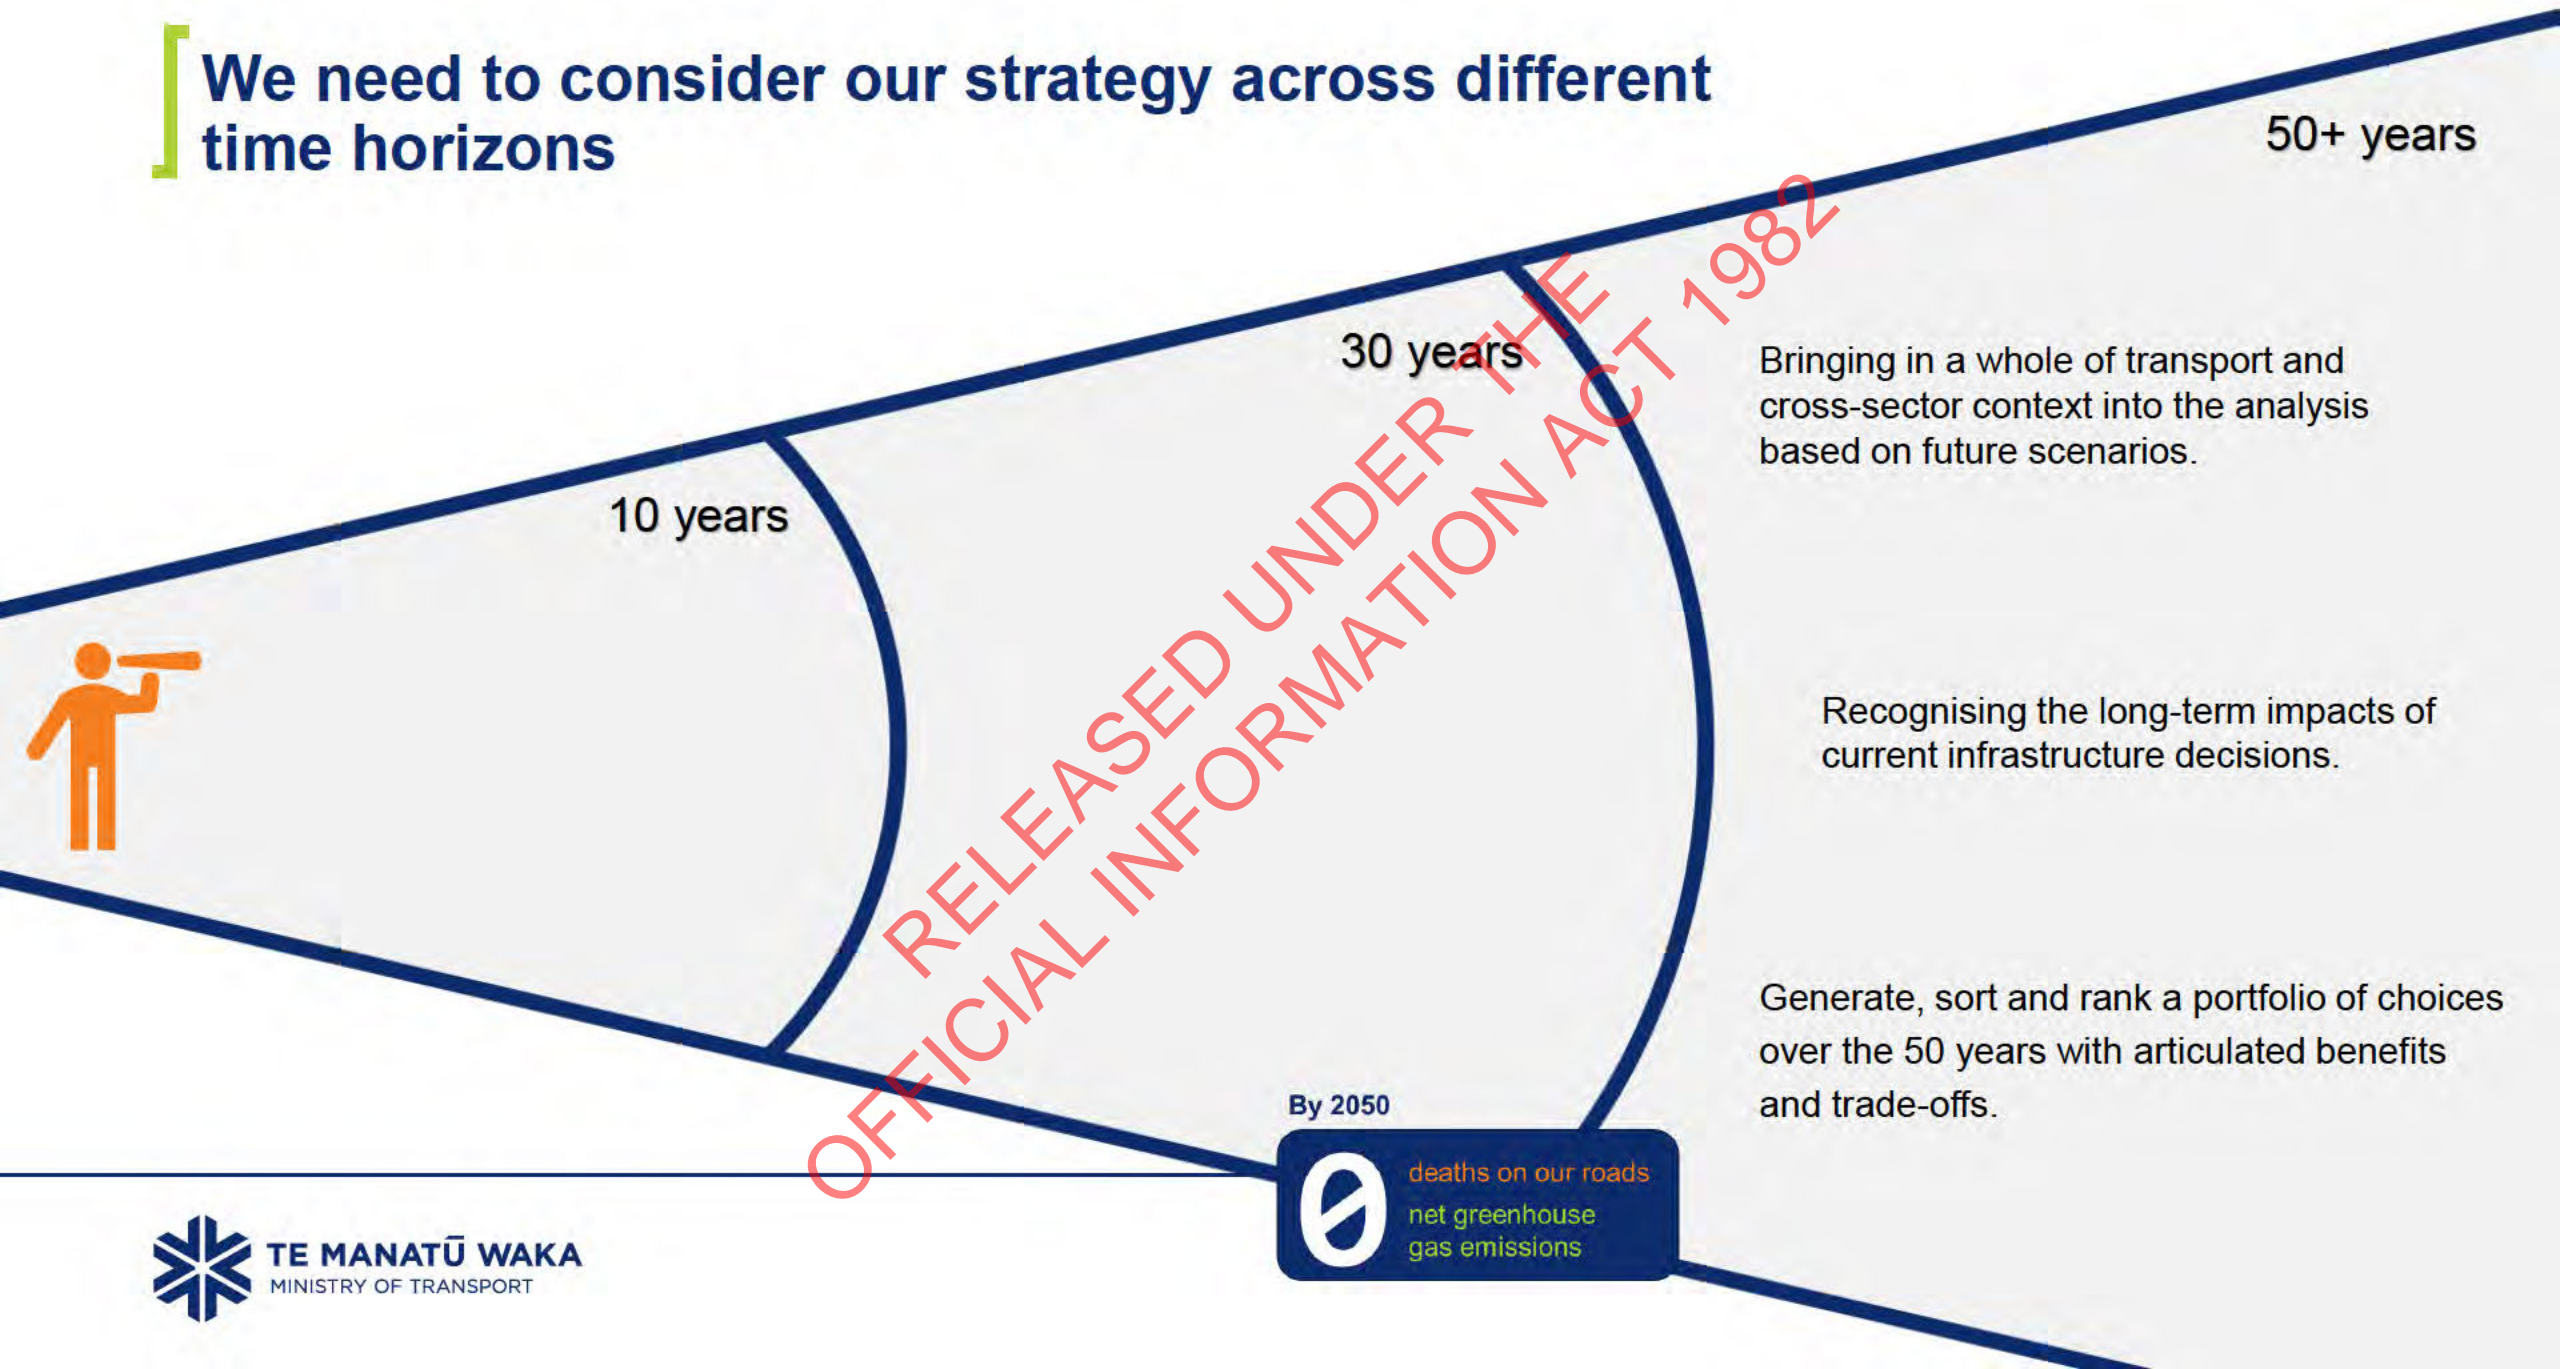 We need to consider our strategy across different
time horizons
50+ years
30 years
10 years
Bringing in a whole of transport and
cross-sector context into the analysis
based on future scenarios.
Recognising the long-term impacts of
current infrastructure decisions.
Generate, sort and rank a portfolio of choices
over the 50 years with articulated benefits
and trade-offs.
By 2050
0
deaths on our roads
net greenhouse
gas emissions
TE MANATŪ WAKA
MINISTRY OF TRANSPORT
RELEASED UNDER THE
OFFICIAL INFORMATION ACT 1982